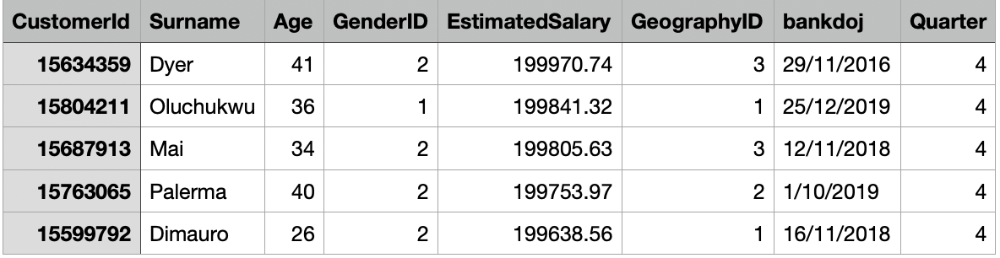 CustomerId Surname Age GenderID EstimatedSalary GeographyID bankdoj Quarter
15634359 Dyer 41 2 199970.74 3 29/11/2016 4
15804211 Oluchukwu 36 1 199841.32 1 25/12/2019 4
15687913 Mai 34 2 199805.63 3 12/11/2018 4
15763065 Palerma 40 2 199753.97 2 1/10/2019 4
15599792 Dimauro 26 2 199638.56 1 16/11/2018 4